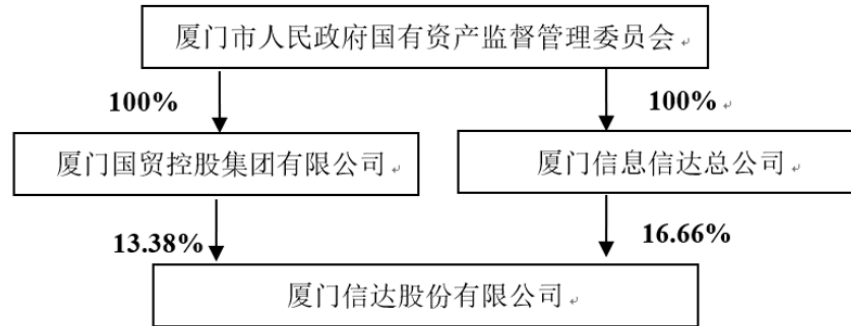 厦门市人民政府国有资产监督管理委员会
100%
100%
厦门国贸控股集团有限公司
厦门信息信达总公司
13.38%
16.66%
厦门信达股份有限公司